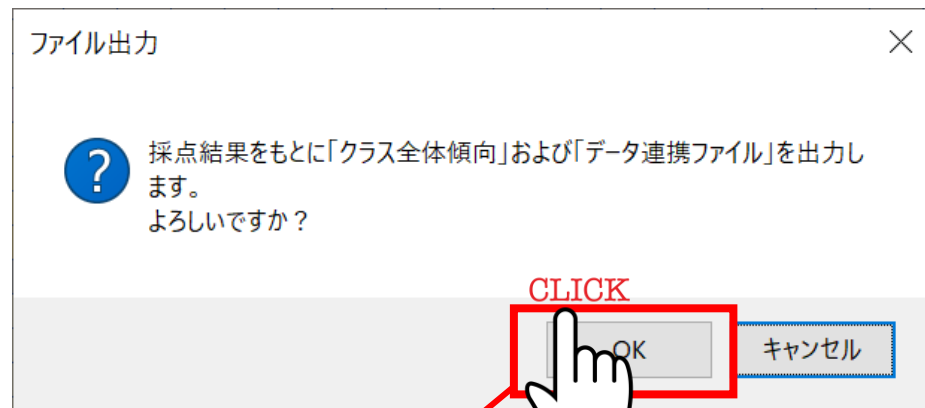 ファイル出力
採点結果をもとに「クラス全体傾向」および「データ連携ファイル」を出力し
ます。
よろしいですか？
CLICK
OK
キャンセル